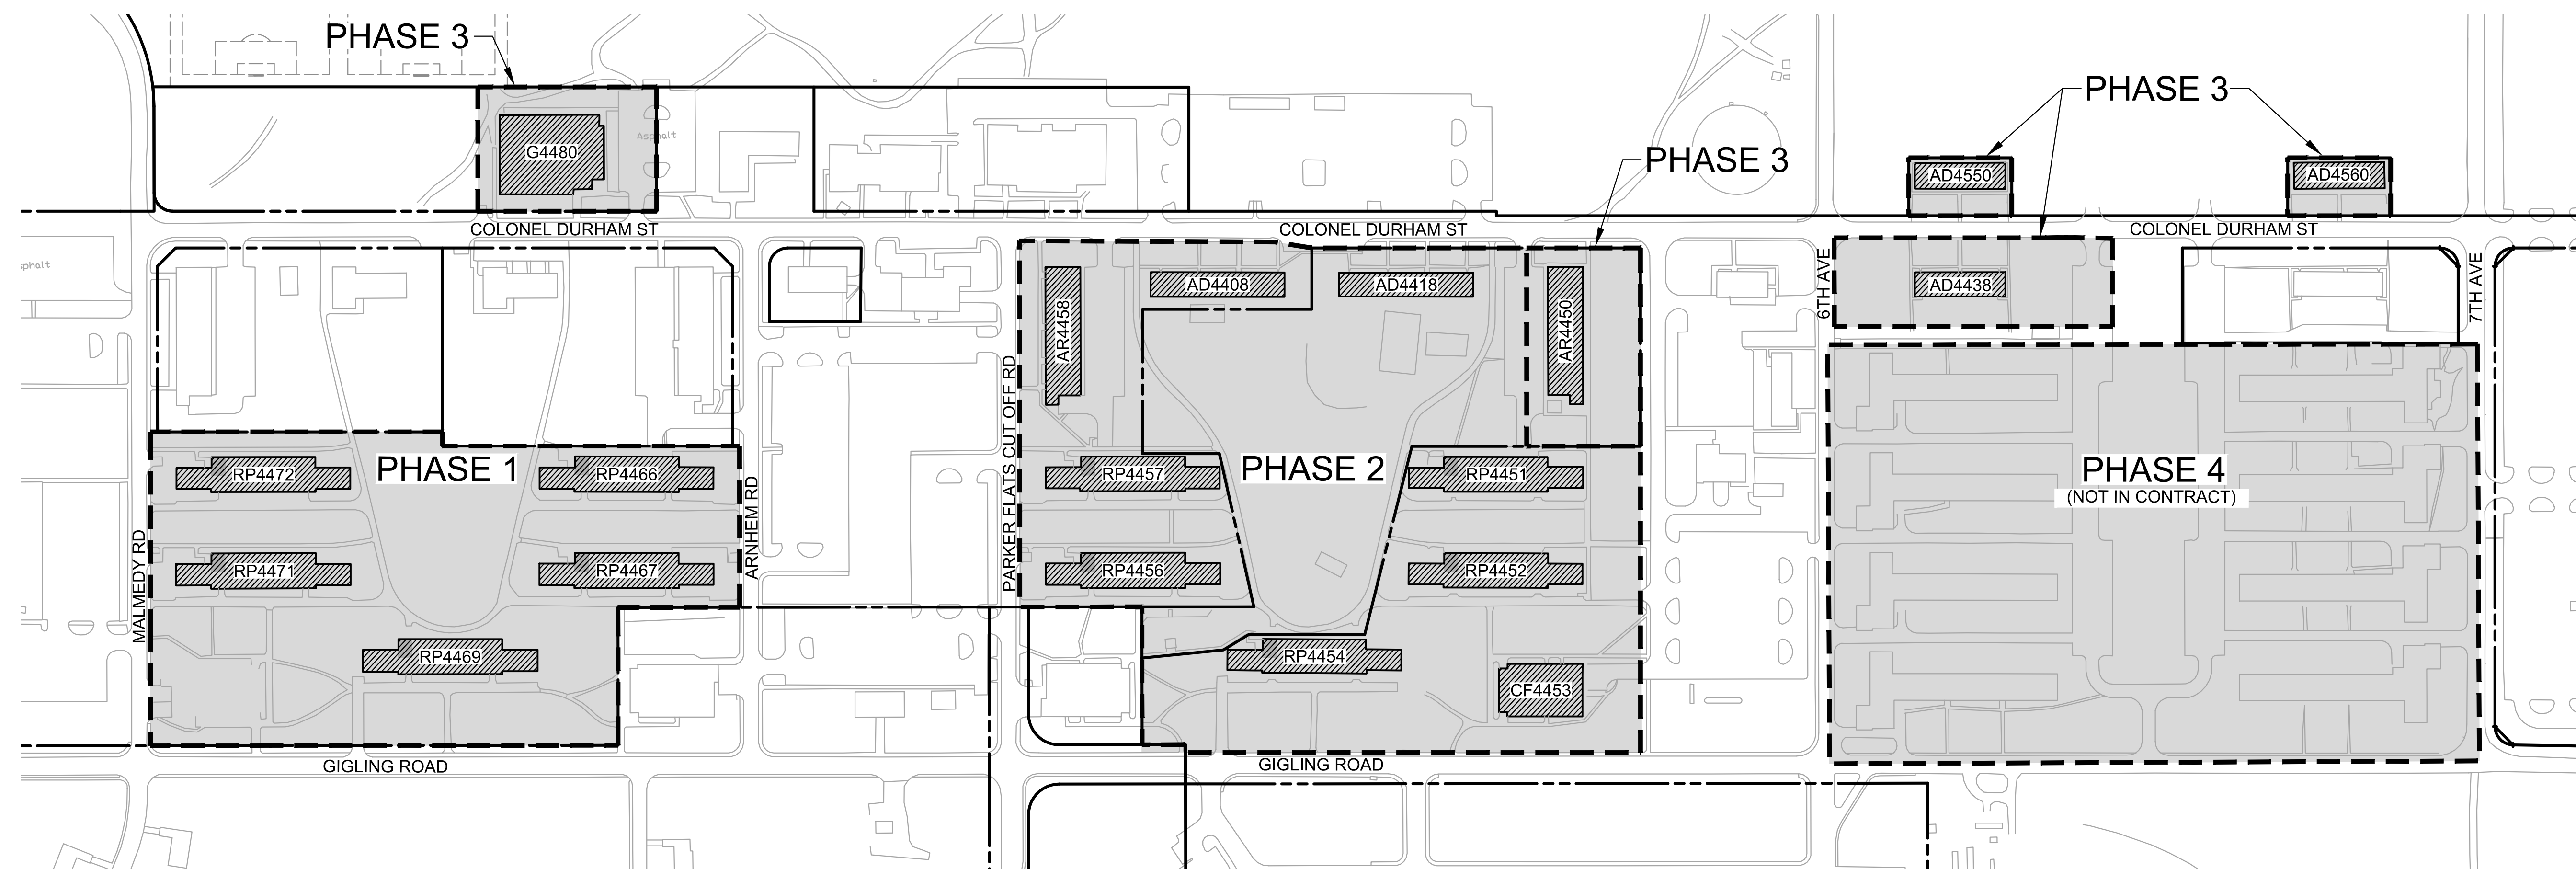 PHASE 3
PHASE 3
G4480
Asphalt
PHASE 3
AD4550
AD4560
COLONEL DURHAM ST
COLONEL DURHAM ST
COLONEL DURHAM ST
sphalt
6TH AVE
7TH AVE
AD4408
AD4418
AD4438
AR4458
AR4450
PARKER FLATS CUT OFF RD
RP4472
PHASE 1
RP4466
RP4457
PHASE 2
RP4451
PHASE 4
(NOT IN CONTRACT)
MALMEDY RD
ARNHEM RD
RP4471
RP4467
RP4456
RP4452
RP4469
RP4454
CF4453
GIGLING ROAD
GIGLING ROAD